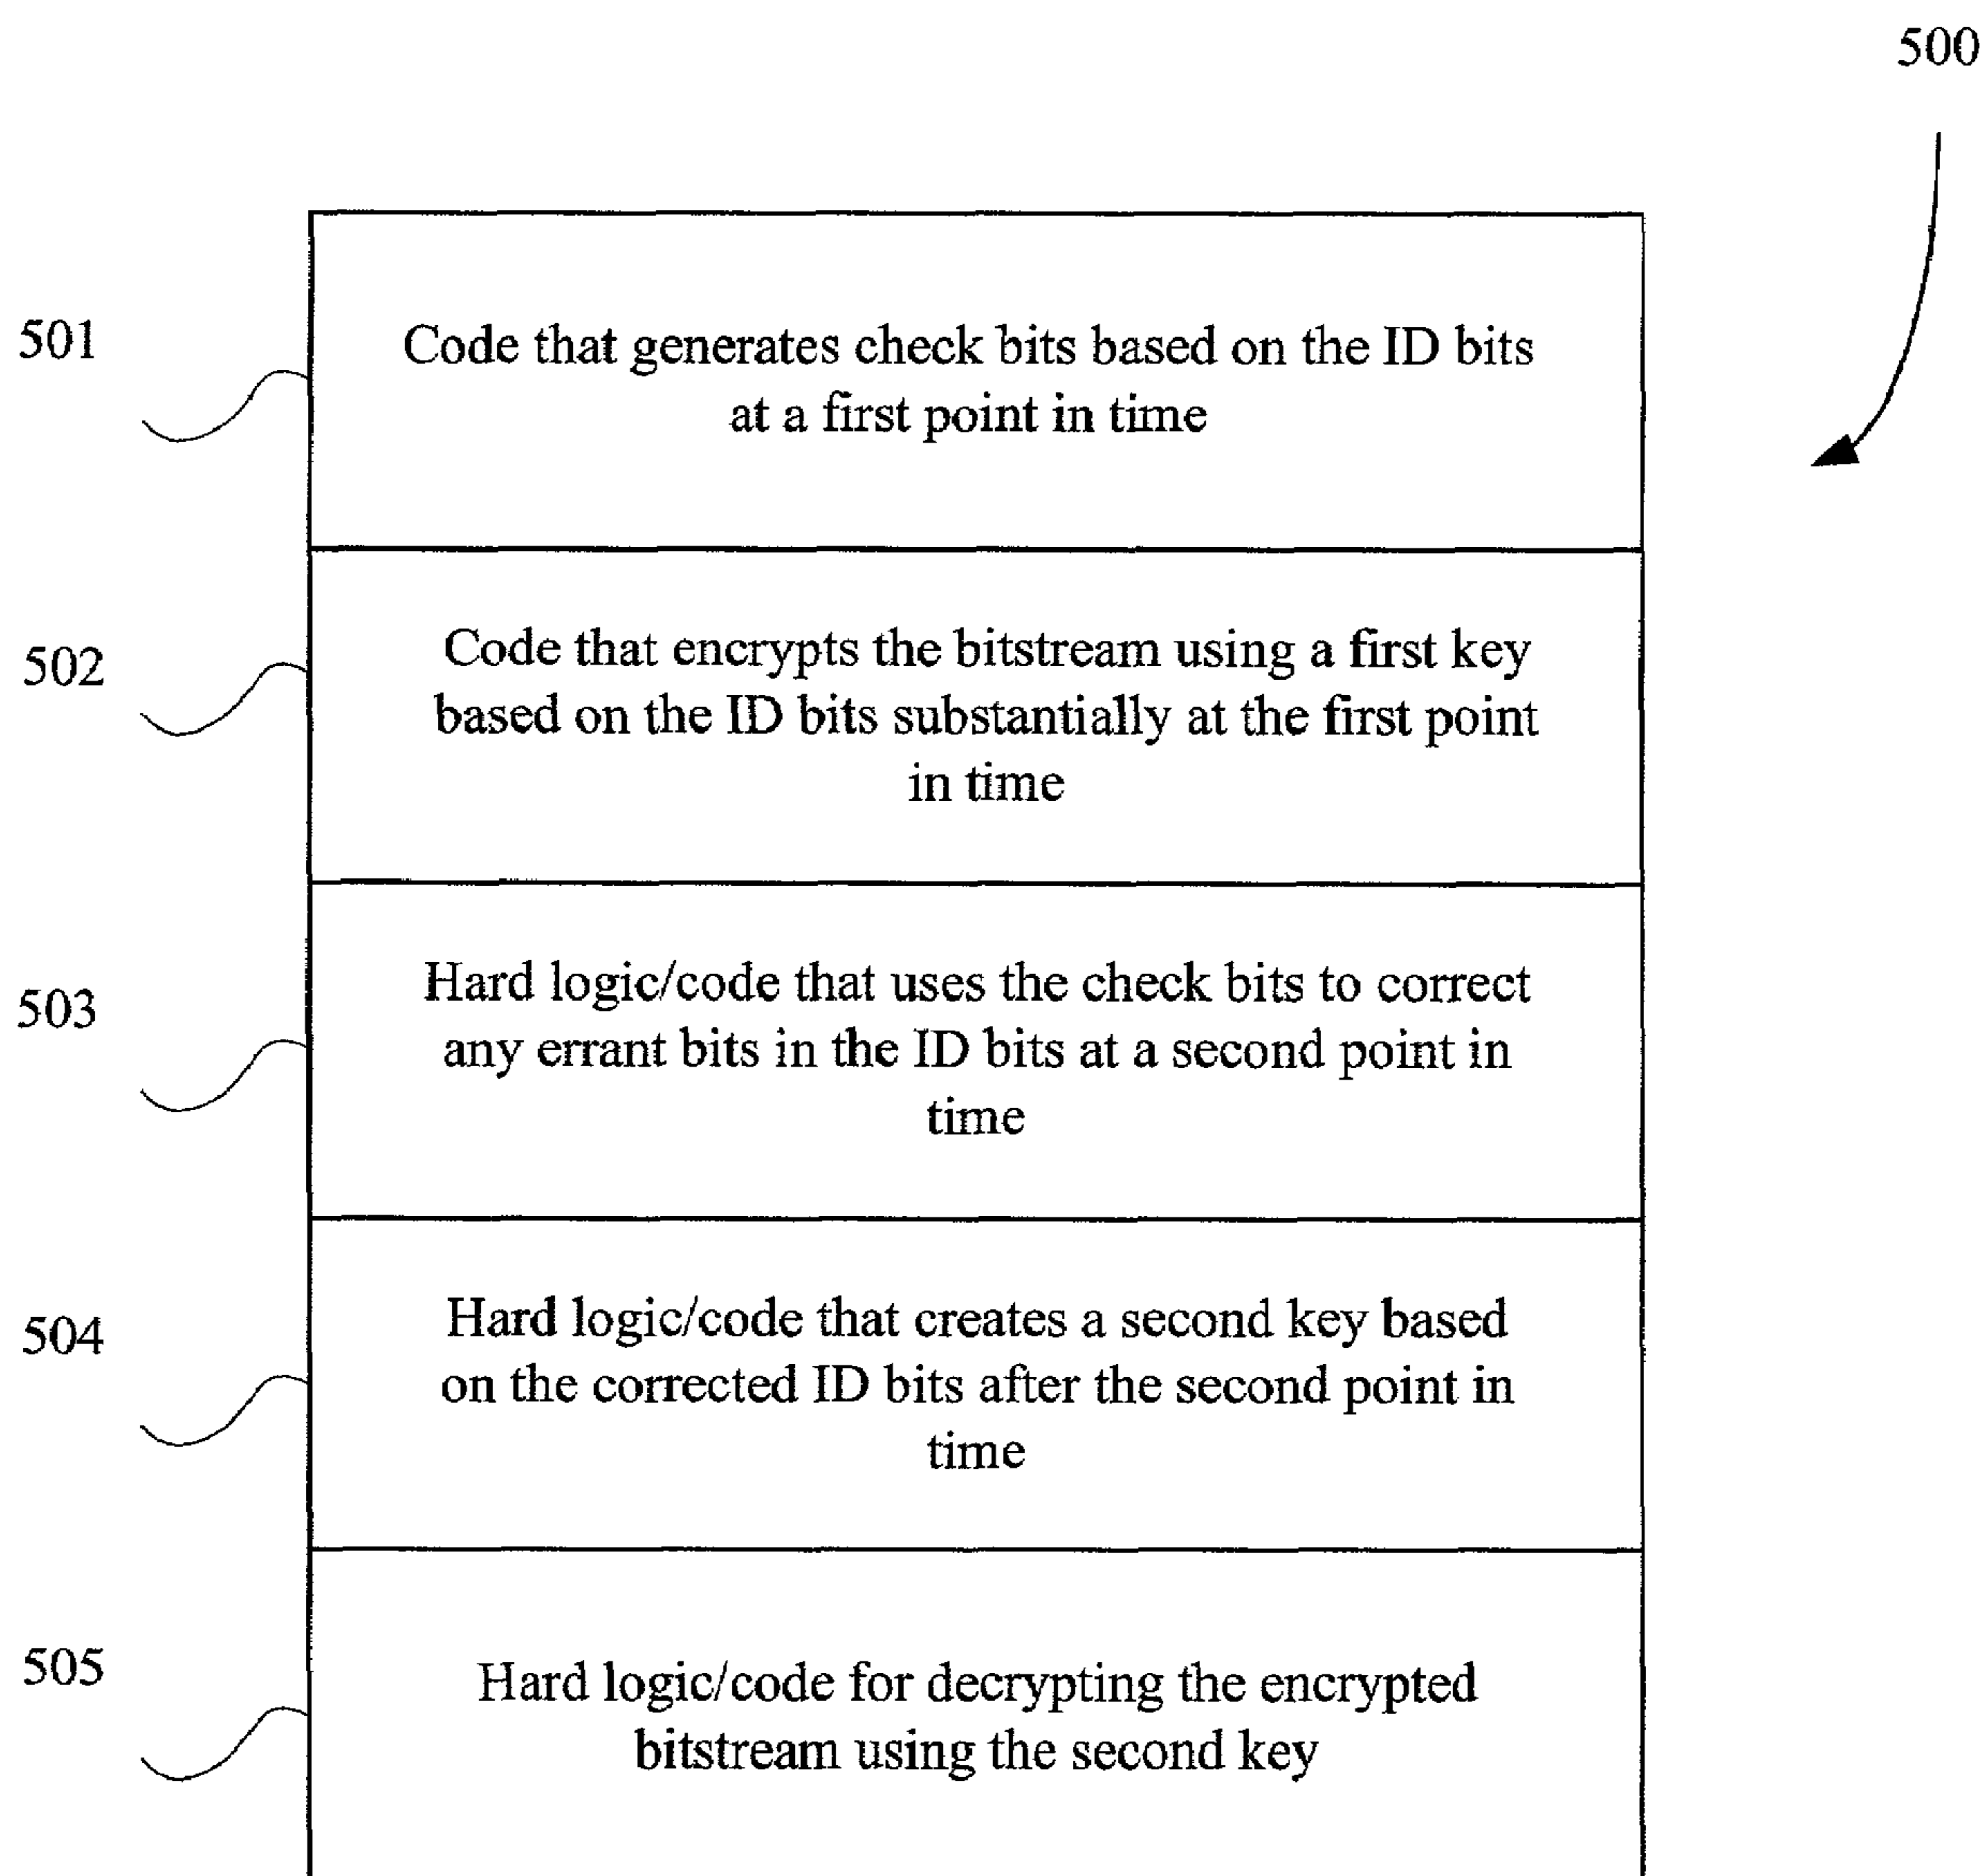 500
501
Code that generates check bits based on the ID bits
at a first point in time
502
Code that encrypts the bitstream using a first key
based on the ID bits substantially at the first point
in time
503
Hard logic/code that uses the check bits to correct
any errant bits in the ID bits at a second point in
time
504
Hard logic/code that creates a second key based
on the corrected ID bits after the second point in
time
505
Hard logic/code for decrypting the encrypted
bitstream using the second key